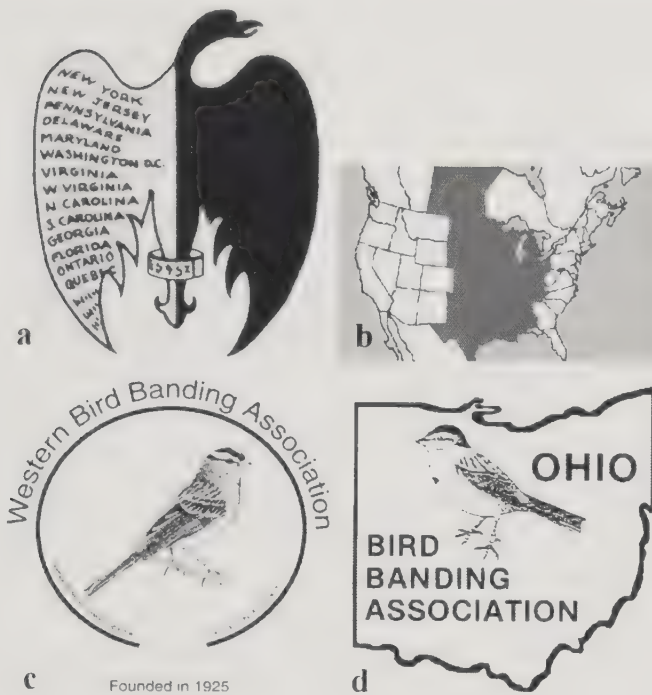 NEW YORK
NEW JERSEY
PENNSYLVANIA
DELAWARE
MARYLAND
WASHINGTON D.C.
VIRGINIA
W VIRGINIA
N CAROLINA
S. CAROLINA
GEORGIA
FLORIDA
ONTARIO
QUEBEC
a
b
Western Bird Banding Association
c
Founded in 1925
OHIO
BIRD
BANDING
ASSOCIATION
d